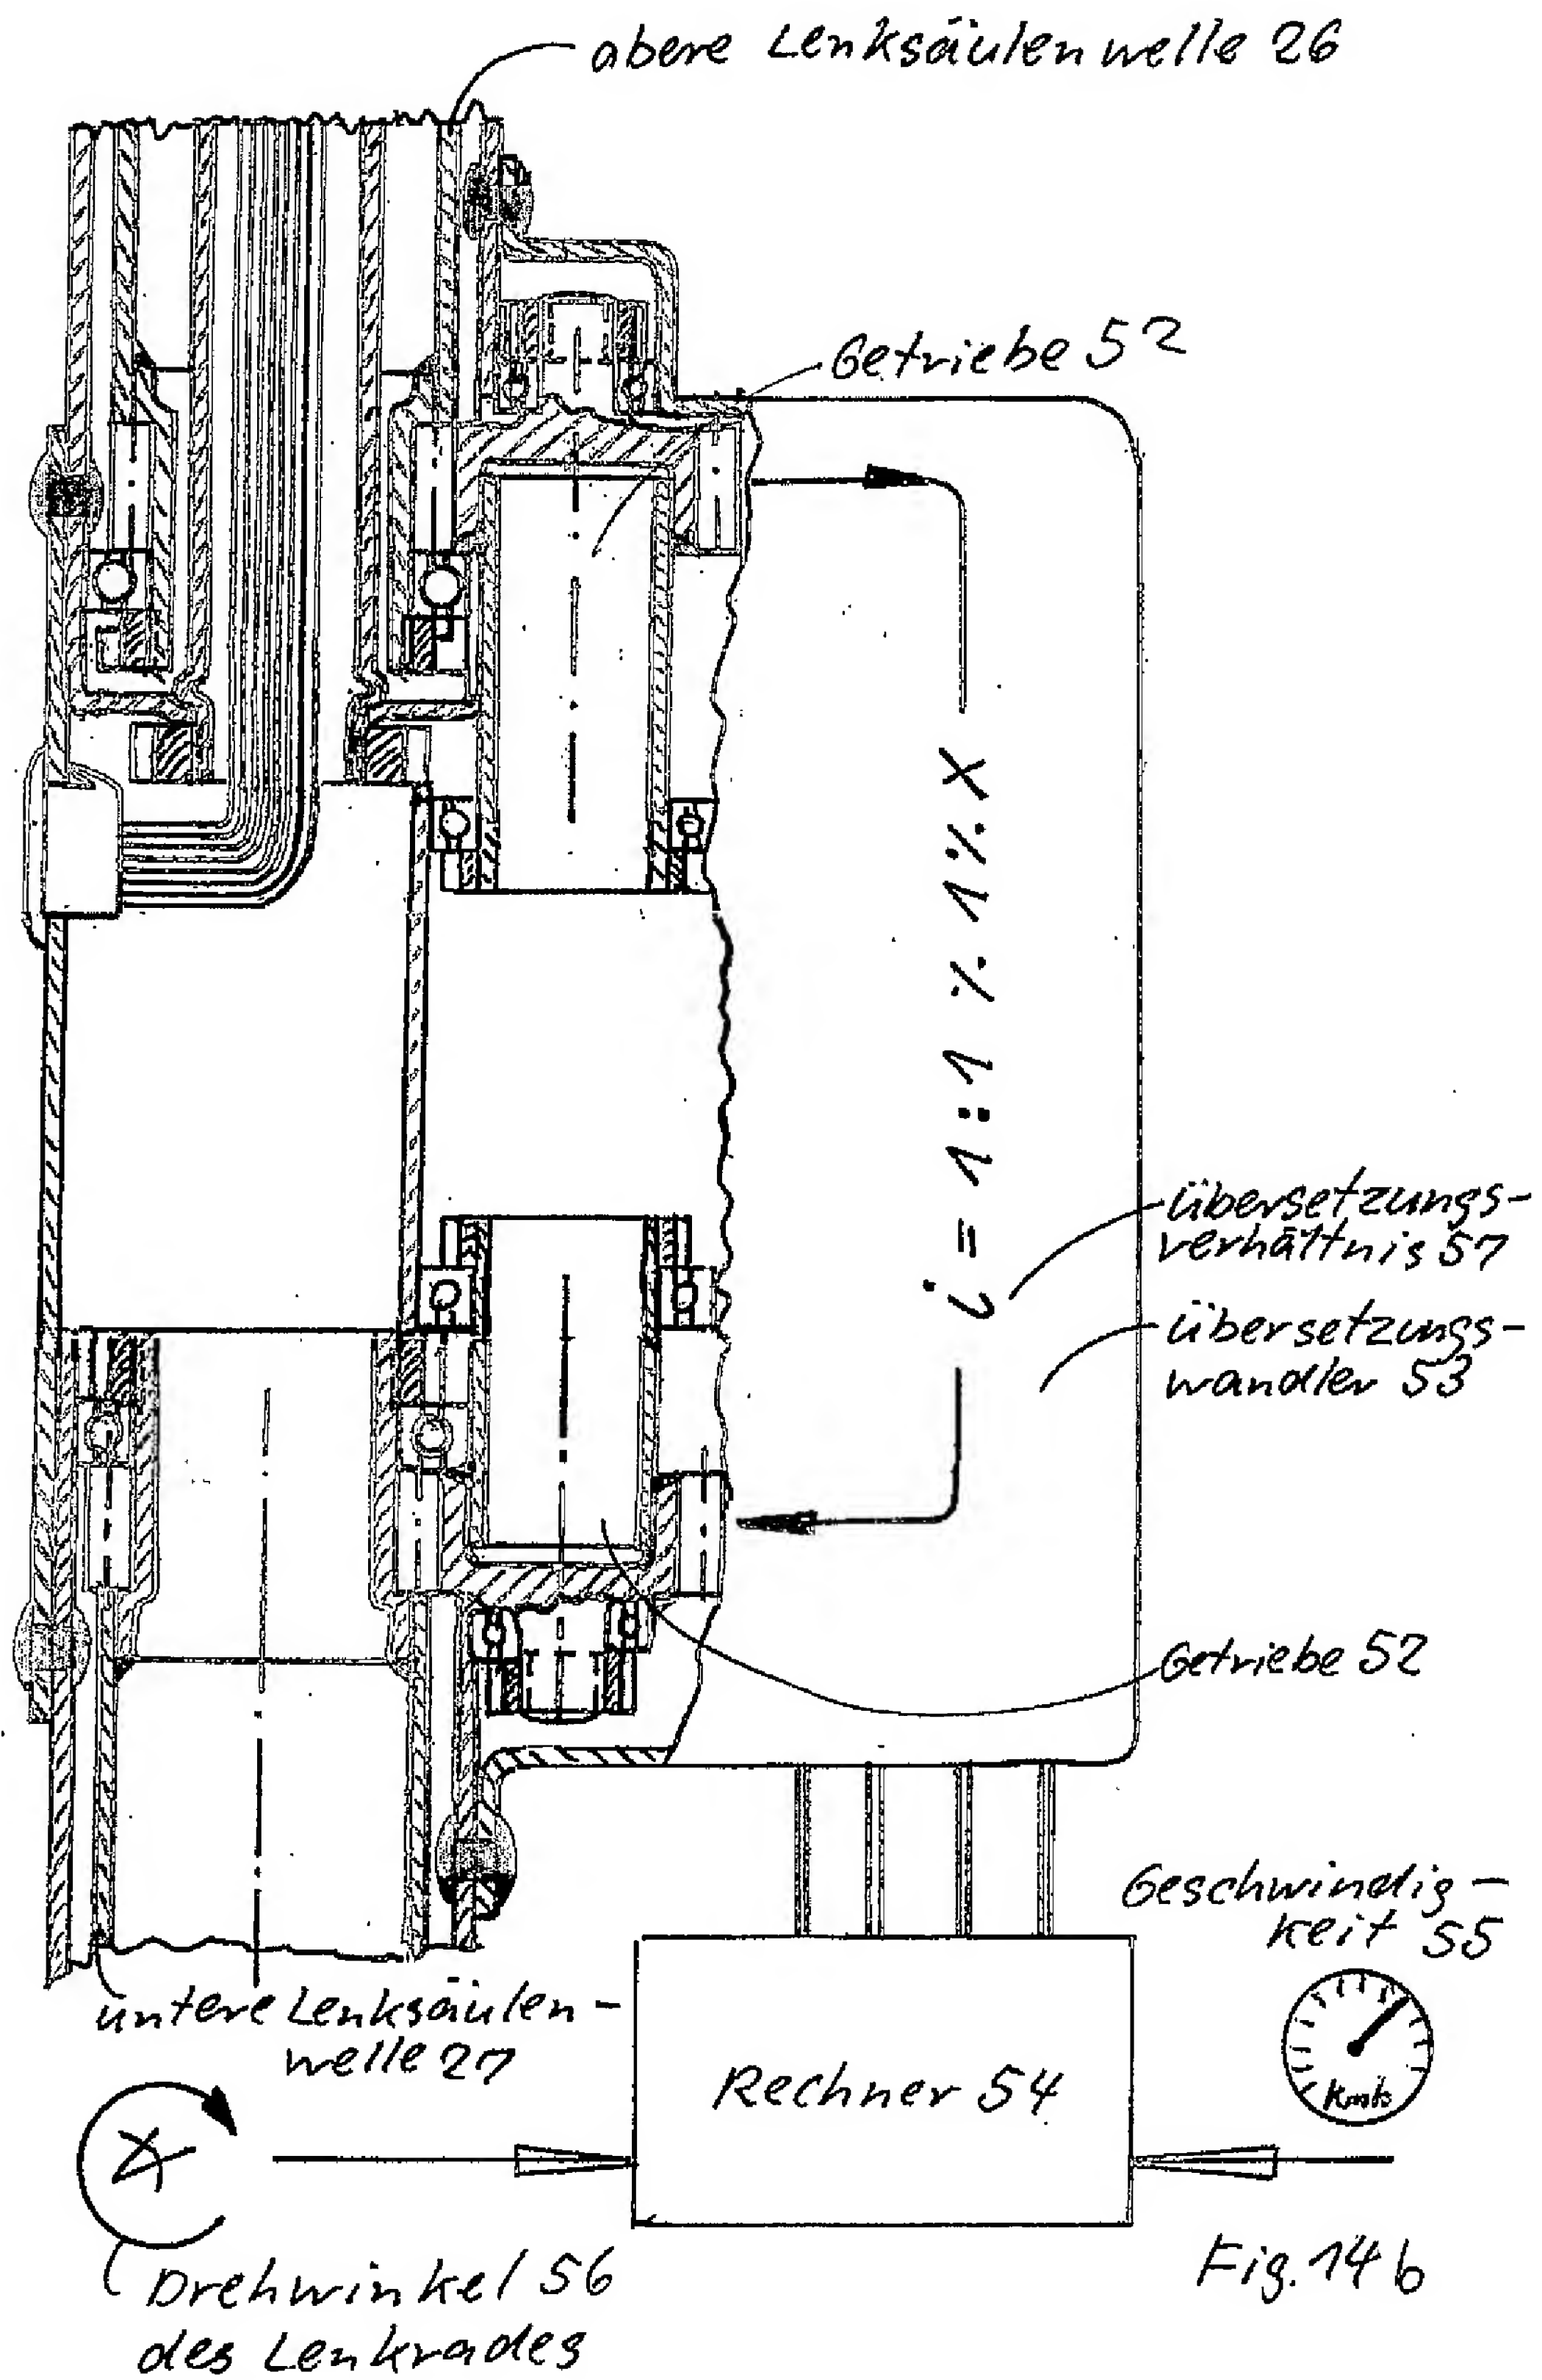 obere Lenksäulenwelle 26
Getriebe 52
i = 1:1 ⁒ 1⁒X
übersetzungs-
verhältnis 57
übersetzungs-
wandler 53
Getriebe 52
Geschwindig-
keit 55
Km/h
untere Lenksäulen-
welle 27
Rechner 54
Drehwinkel 56
des Lenkrades
Fig. 14b